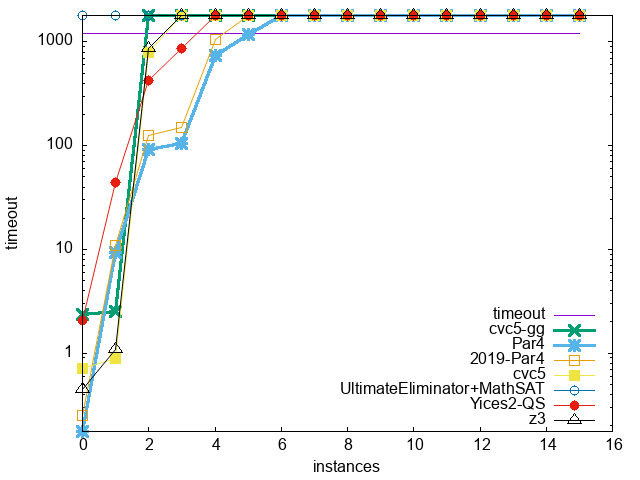 1000
100
10
1
timeout
timeout
cvc5-gg
Par4
2019-Par4
cvc5
UltimateEliminator+MathSAT
Yices2-QS
z3
0 2 4 6 8 10 12 14 16
instances